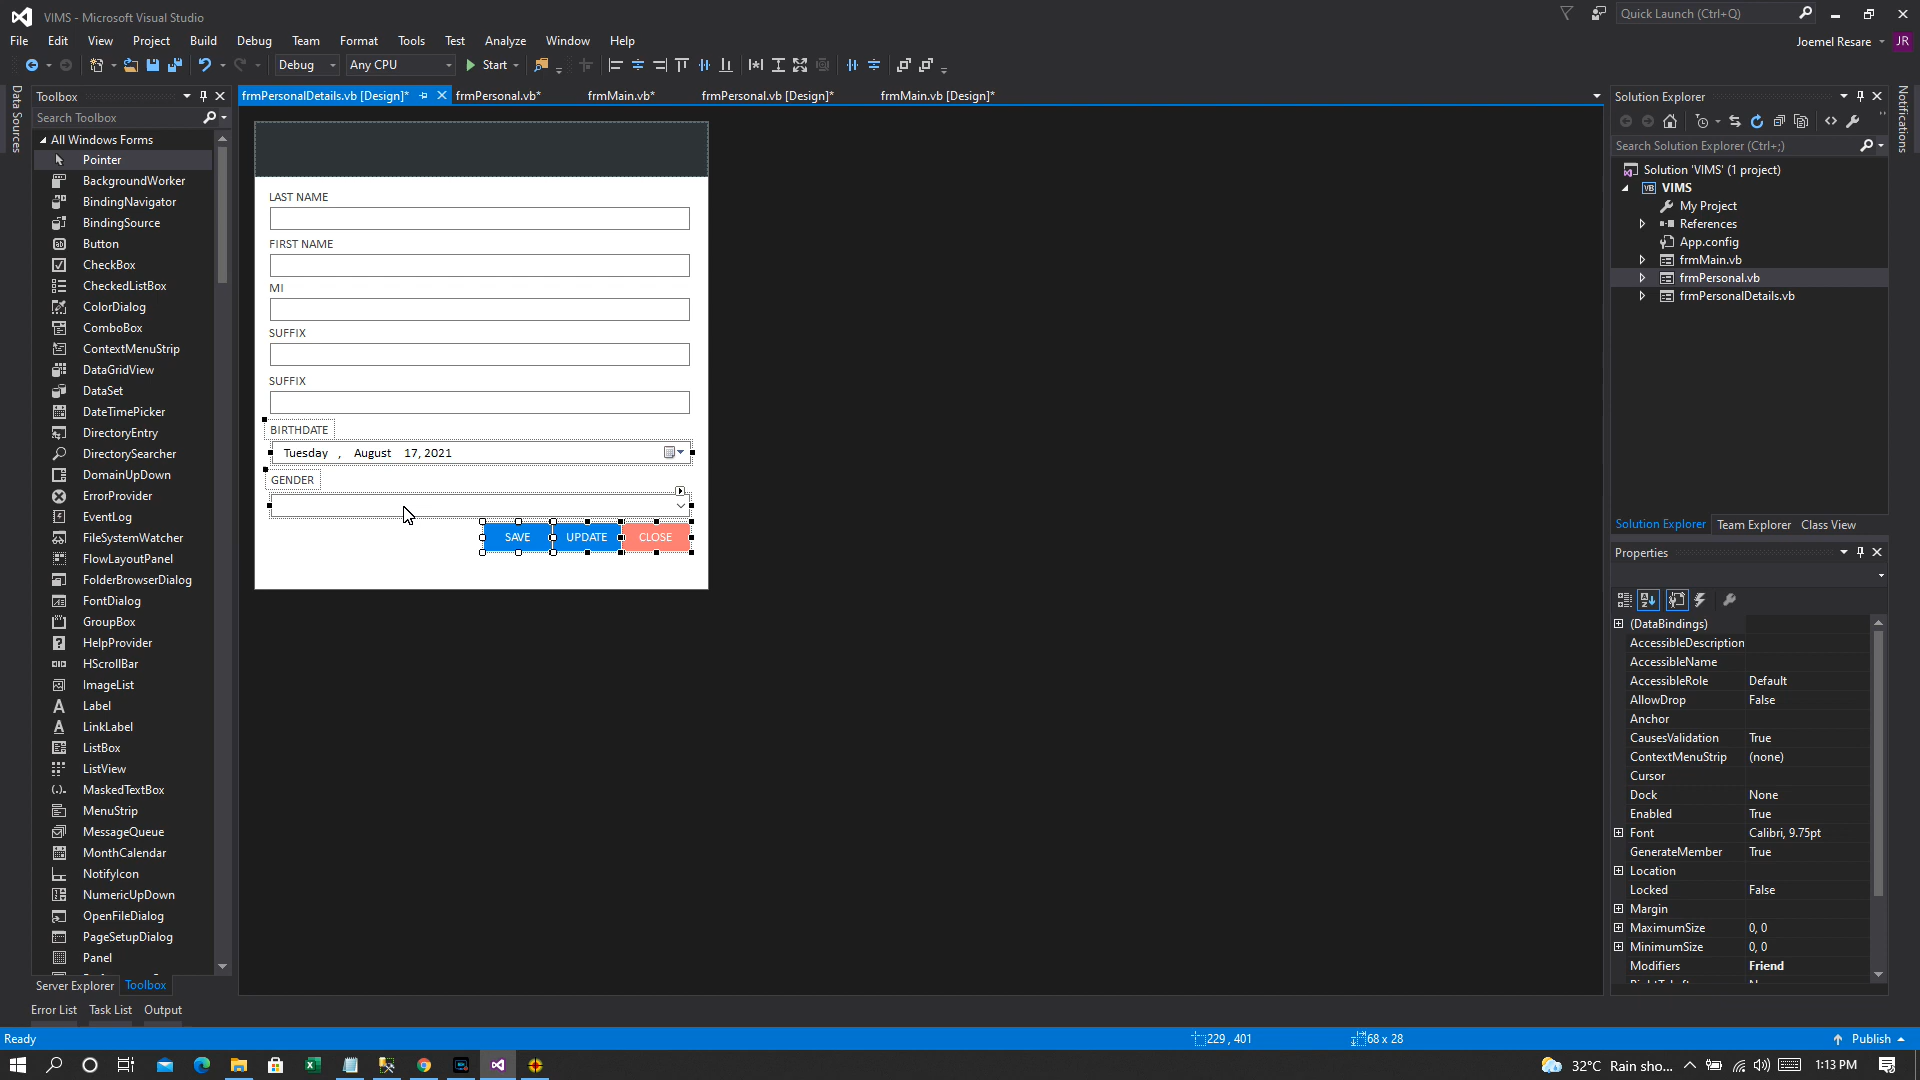 VIMS - Microsoft Visual Studio
Quick Launch (Ctrl+Q)
File Edit View Project Build Debug Team Format Tools Test Analyze Window Help
Joemel Resare JR
Debug Any CPU Start
Data Sources
Toolbox
Search Toolbox
All Windows Forms
Pointer
BackgroundWorker
BindingNavigator
BindingSource
Button
CheckBox
CheckedListBox
ColorDialog
ComboBox
ContextMenuStrip
DataGridView
DataSet
DateTimePicker
DirectoryEntry
DirectorySearcher
DomainUpDown
ErrorProvider
EventLog
FileSystemWatcher
FlowLayoutPanel
FolderBrowserDialog
FontDialog
GroupBox
HelpProvider
HScrollBar
ImageList
Label
LinkLabel
ListBox
ListView
MaskedTextBox
MenuStrip
MessageQueue
MonthCalendar
NotifyIcon
NumericUpDown
OpenFileDialog
PageSetupDialog
Panel
Server Explorer Toolbox
Error List Task List Output
frmPersonalDetails.vb [Design]* frmPersonal.vb* frmMain.vb* frmPersonal.vb [Design]* frmMain.vb [Design]*
LAST NAME
FIRST NAME
MI
SUFFIX
SUFFIX
BIRTHDATE
Tuesday , August 17, 2021
GENDER
SAVE UPDATE CLOSE
Solution Explorer
Search Solution Explorer (Ctrl+;)
Solution 'VIMS' (1 project)
VB VIMS
My Project
References
App.config
frmMain.vb
frmPersonal.vb
frmPersonalDetails.vb
Solution Explorer Team Explorer Class View
Notifications
Properties
(DataBindings)
AccessibleDescription
AccessibleName
AccessibleRole Default
AllowDrop False
Anchor
CausesValidation True
ContextMenuStrip (none)
Cursor
Dock None
Enabled True
Font Calibri, 9.75pt
GenerateMember True
Location
Locked False
Margin
MaximumSize 0, 0
MinimumSize 0, 0
Modifiers Friend
Ready 229 , 401 68 x 28 Publish
32°C Rain sho... 1:13 PM